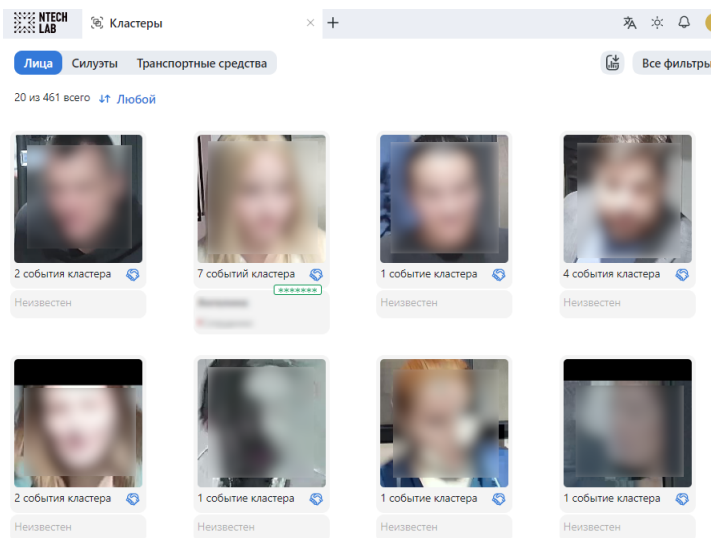 NTECH
LAB
Кластеры
Лица
Силуэты
Транспортные средства
Все фильтры
20 из 461 всего
Любой
2 события кластера
7 событий кластера
1 событие кластера
4 события кластера
*******
Неизвестен
Неизвестен
Неизвестен
2 события кластера
1 событие кластера
1 событие кластера
1 событие кластера
Неизвестен
Неизвестен
Неизвестен
Неизвестен